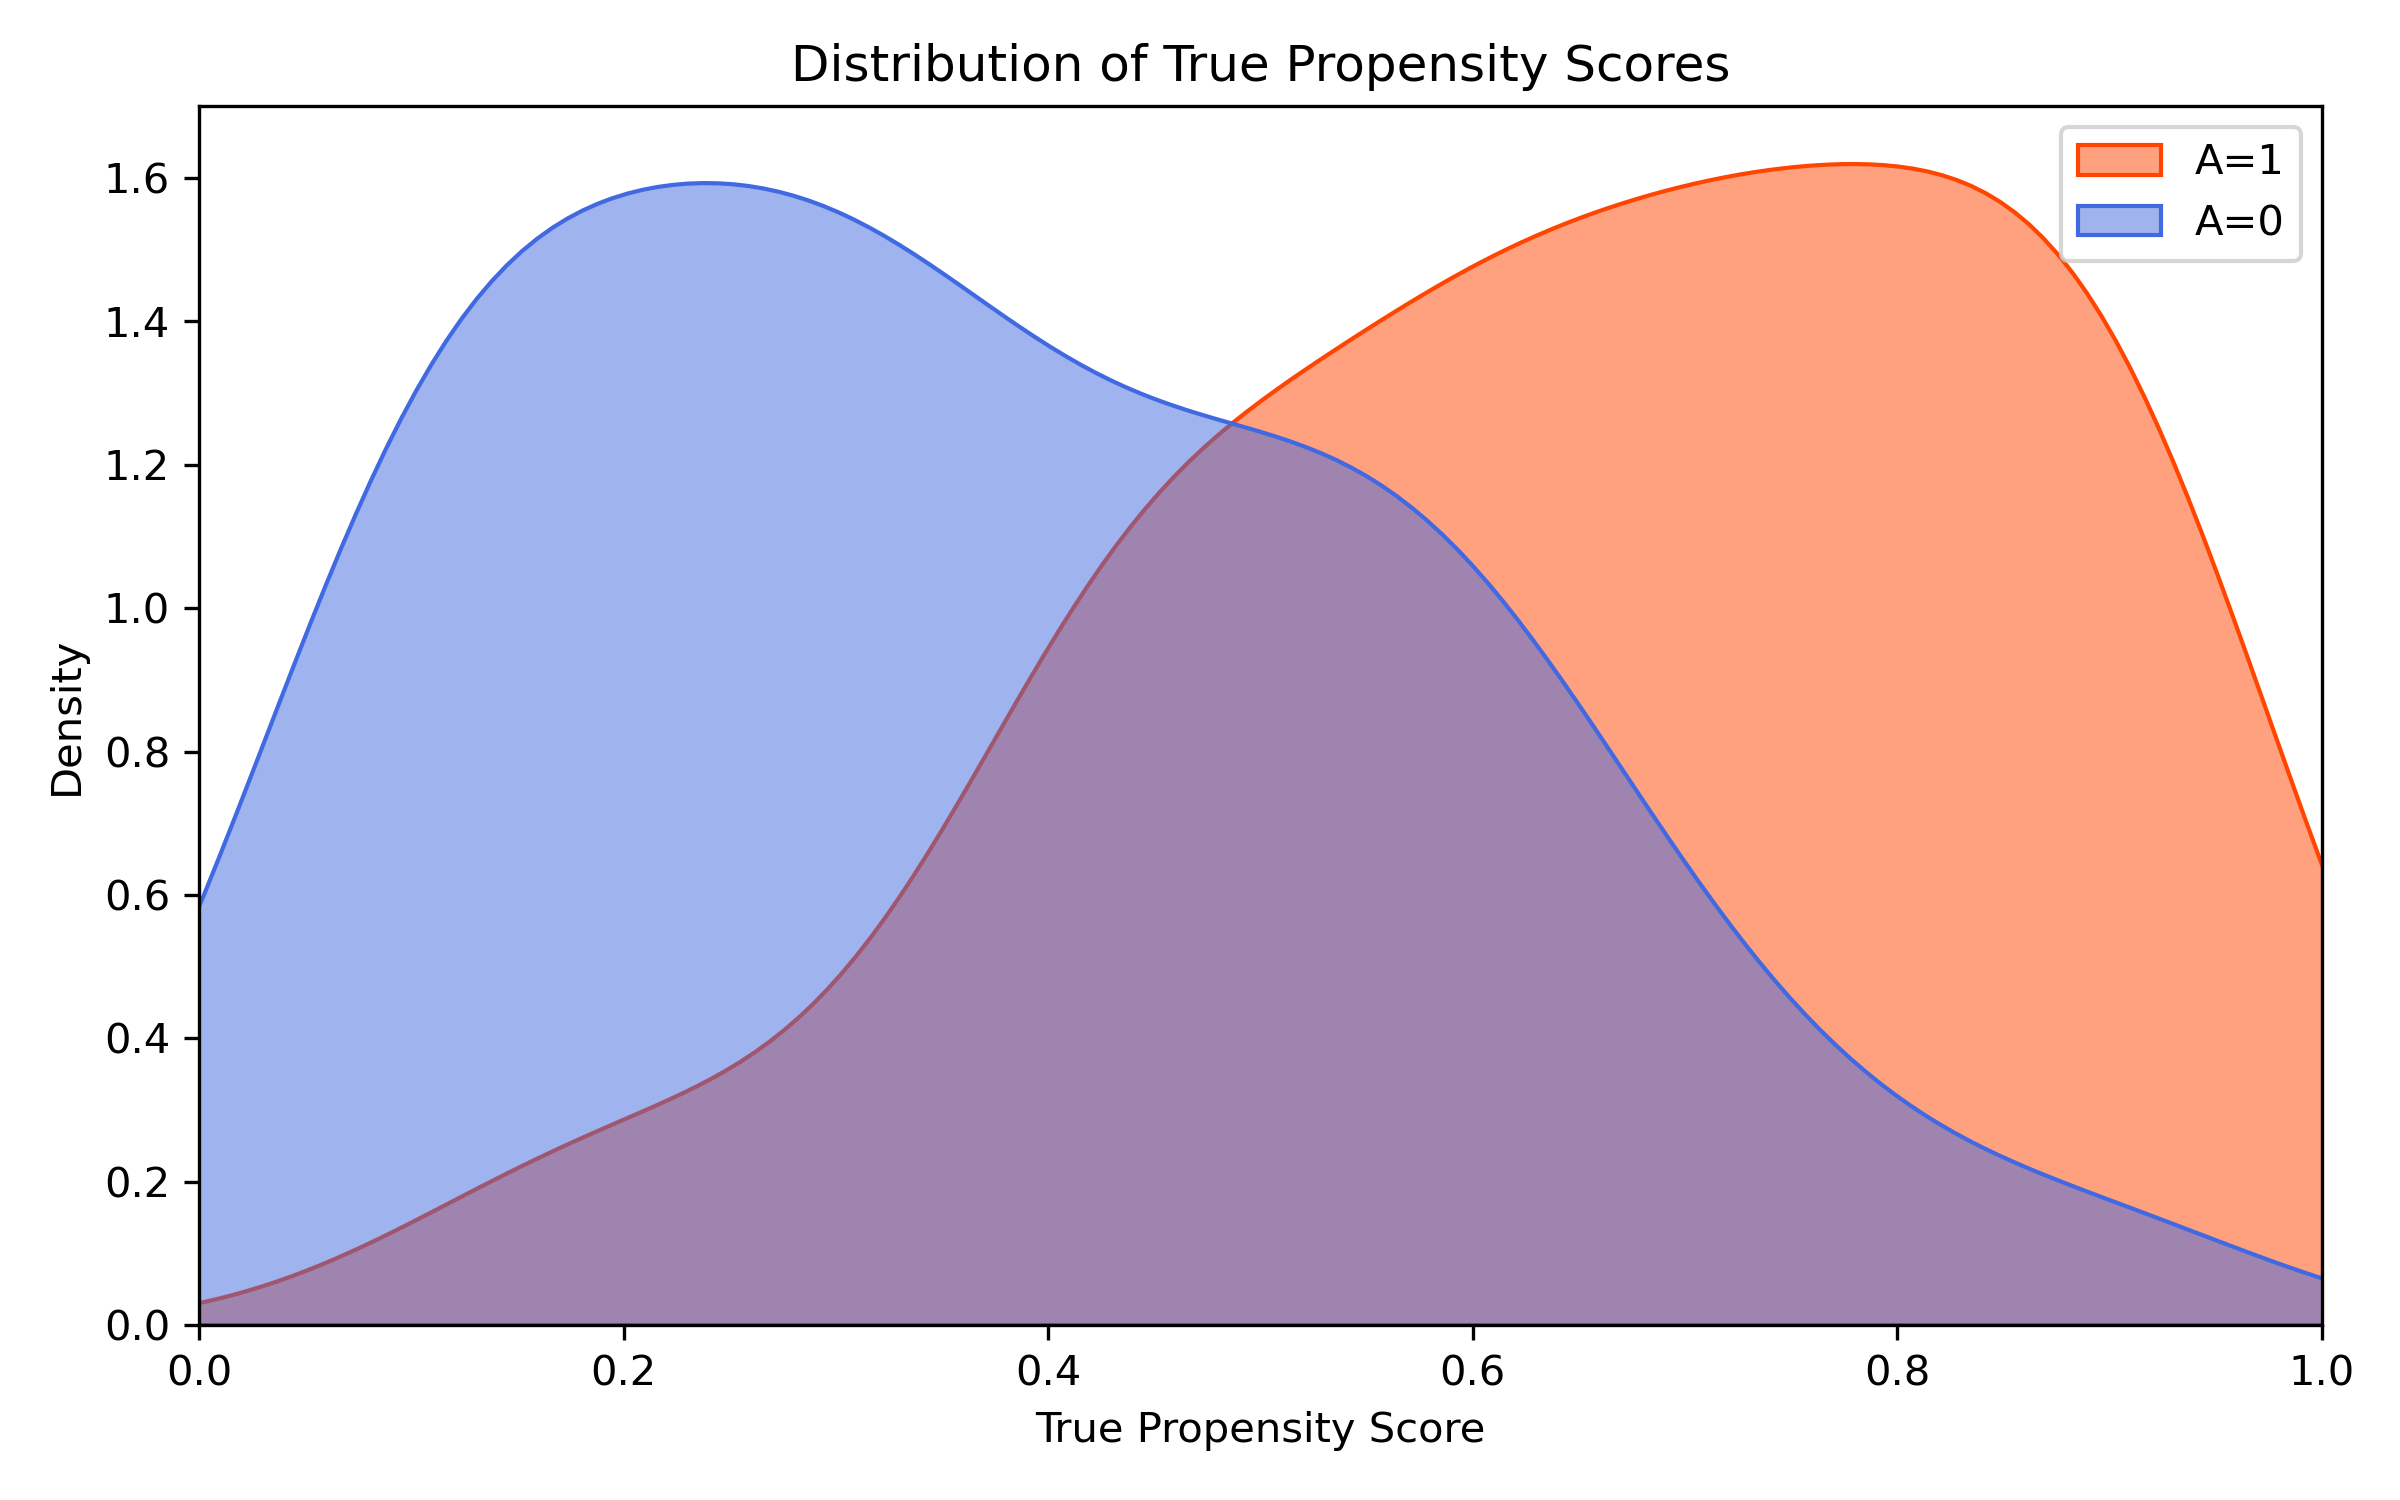 Distribution of True Propensity Scores
A=1
A=0
Density
1.6
1.4
1.2
1.0
0.8
0.6
0.4
0.2
0.0
0.0 0.2 0.4 0.6 0.8 1.0
True Propensity Score